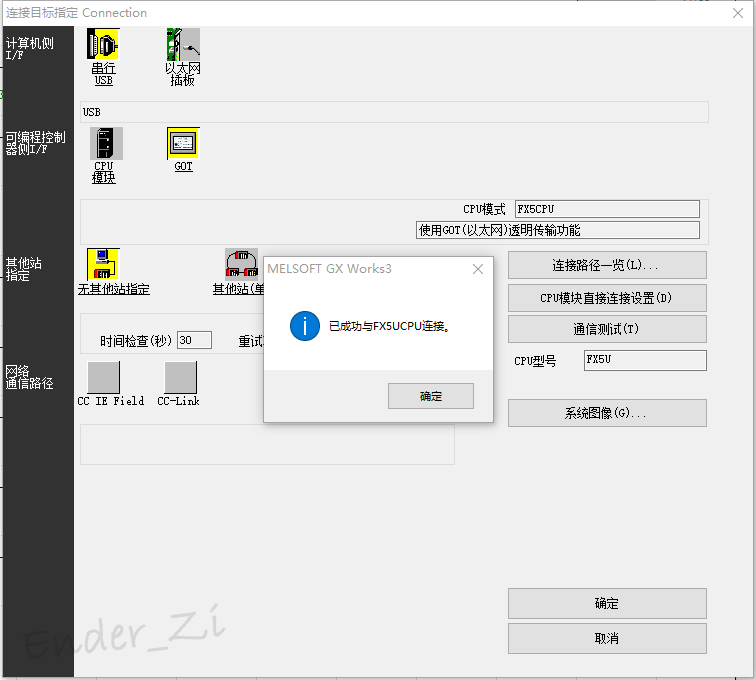 连接目标指定 Connection
计算机侧
I/F
串行
USB
以太网
插板
USB
可编程控制
器侧I/F
CPU
模块
GOT
CPU模式
FX5CPU
使用GOT(以太网)透明传输功能
其他站
指定
无其他站指定
其他站(单
连接路径一览(L)...
CPU模块直接连接设置(D)
通信测试(T)
时间检查(秒)
30
重试
CPU型号
FX5U
网络
通信路径
CC IE Field
CC-Link
系统图像(G)...
MELSOFT GX Works3
已成功与FX5UCPU连接。
确定
确定
取消
Ender_Zi